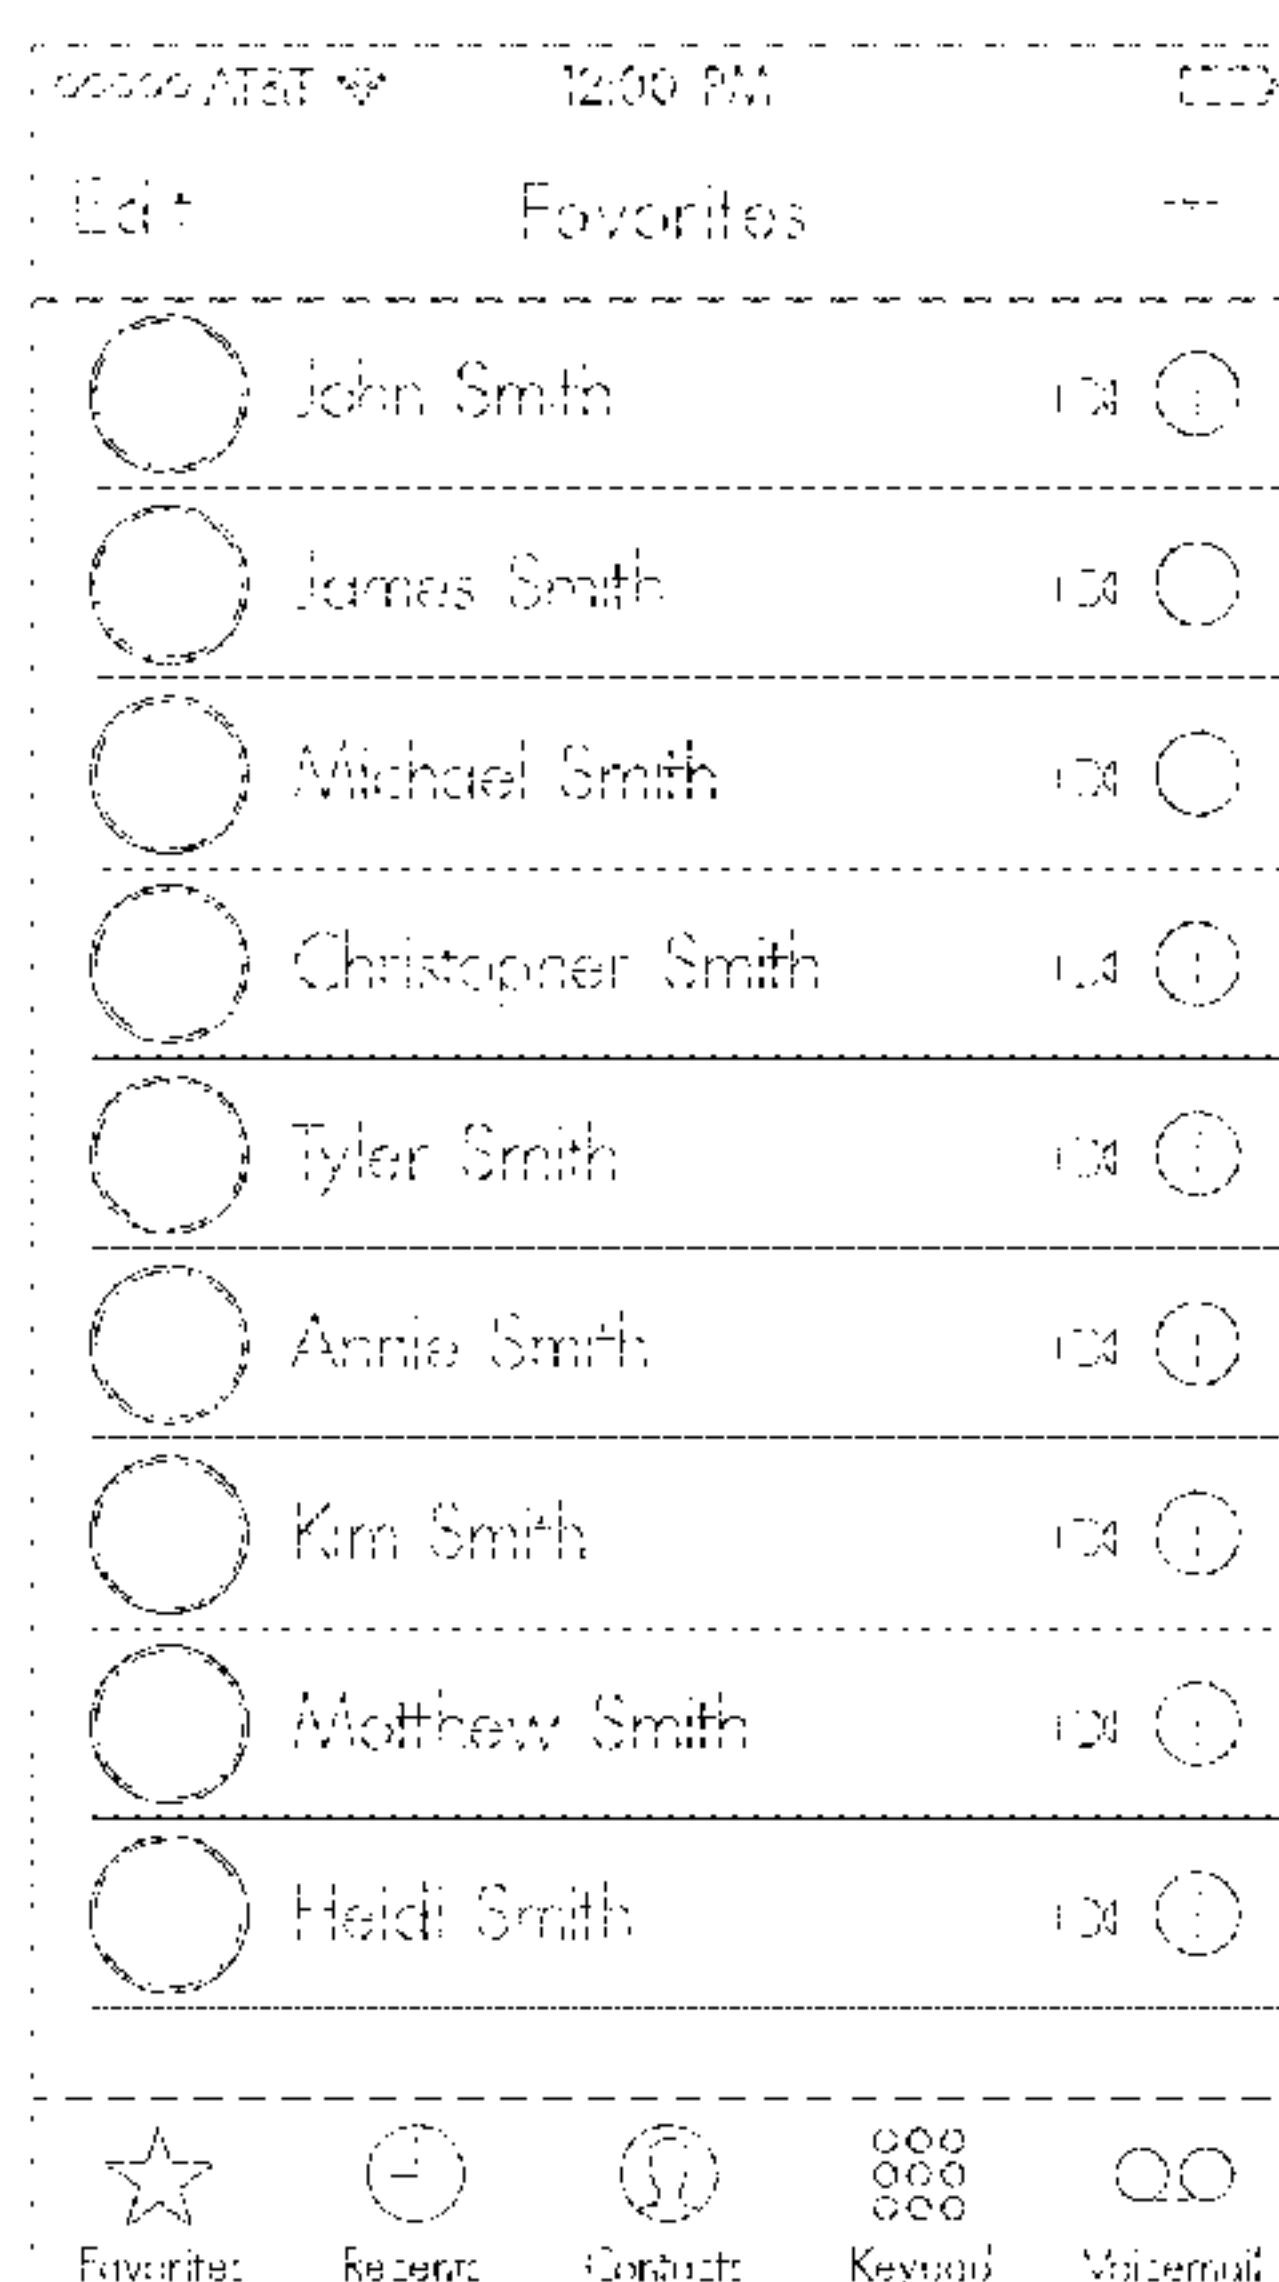 AT&T 12:00 PM
Edit Favorites
John Smith
James Smith
Michael Smith
Christopher Smith
Tyler Smith
Annie Smith
Kim Smith
Matthew Smith
Heidi Smith
Favorites Recents Contacts Keypad Voicemail